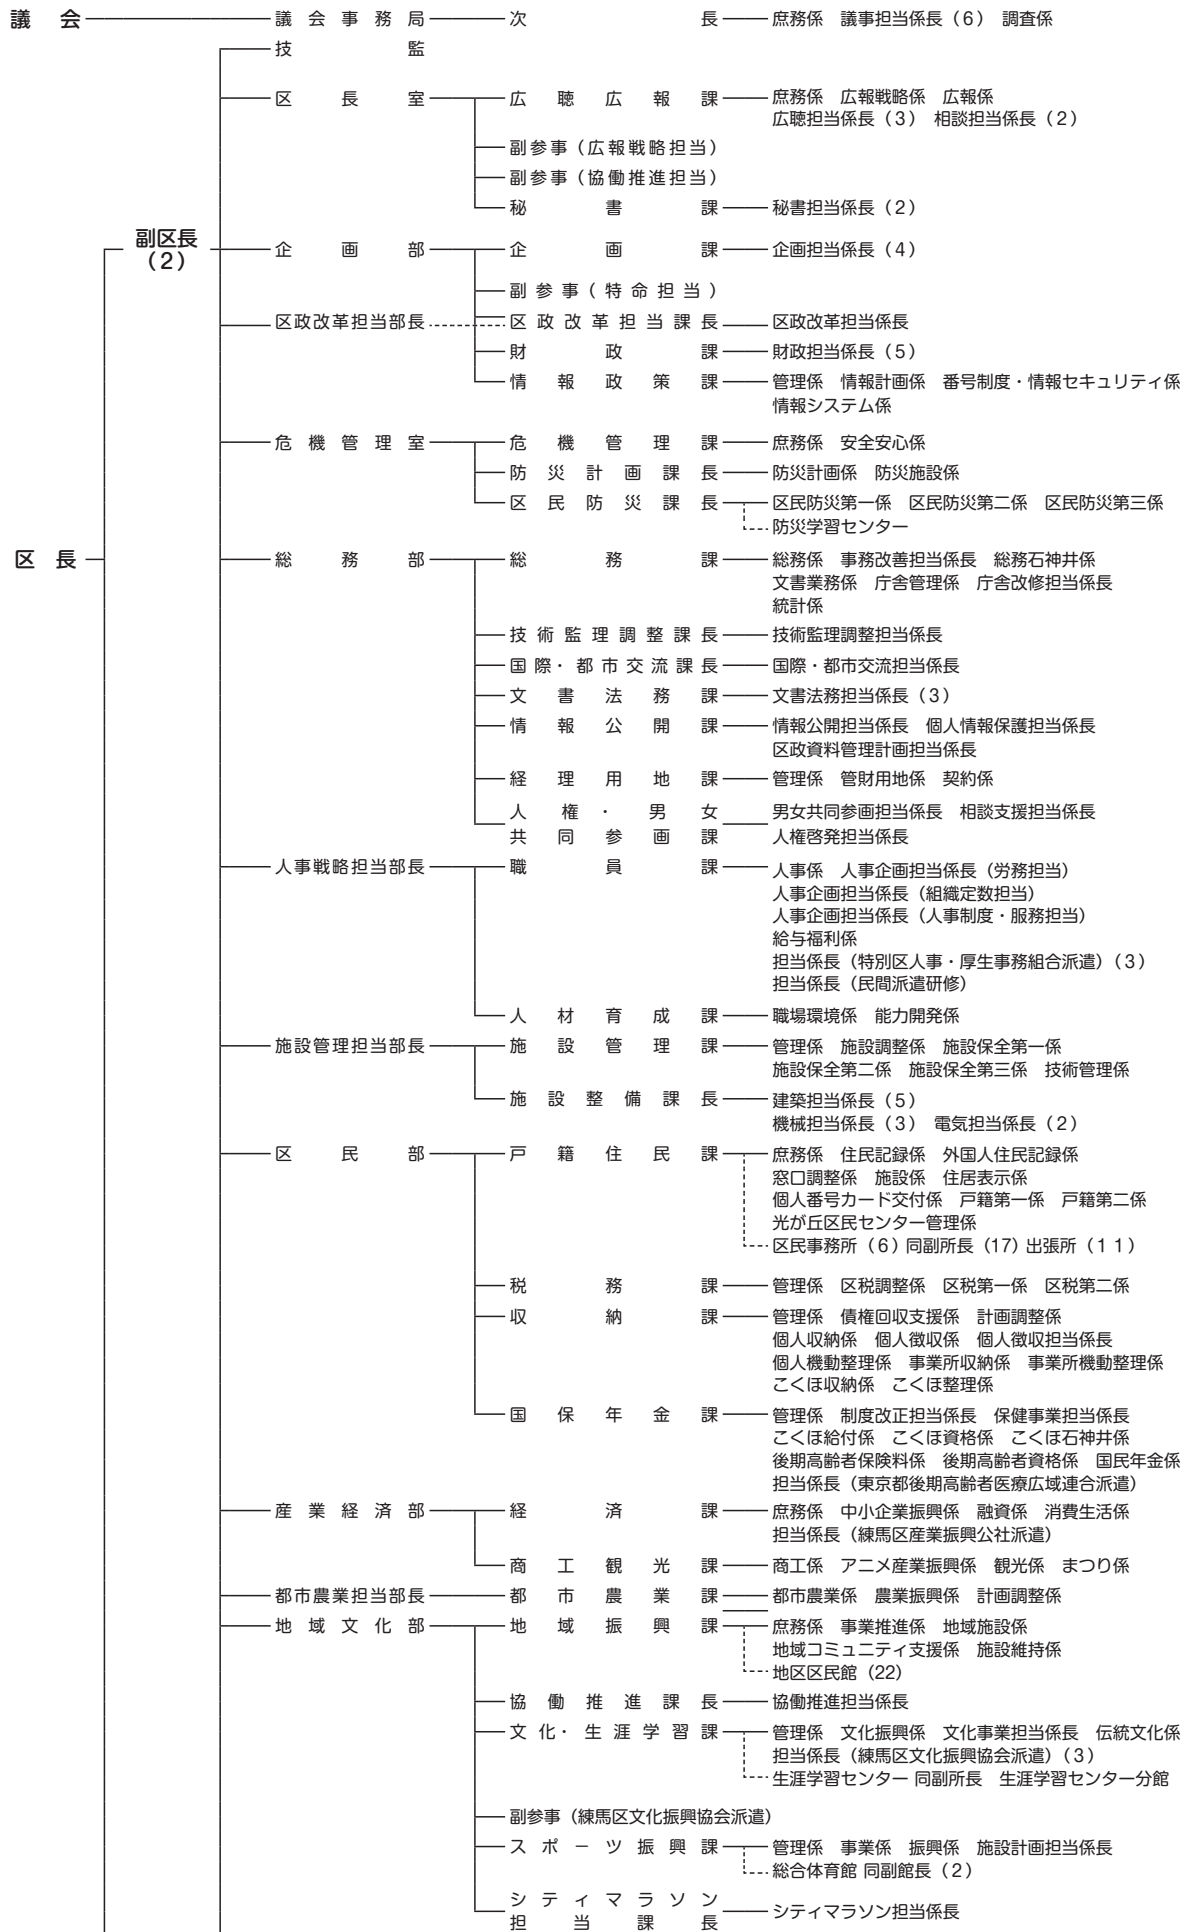 議会 議会事務局 次長 庶務係 議事担当係長（6） 調査係
技監
区長室 広聴広報課 庶務係 広報戦略係 広報係
広聴担当係長（3） 相談担当係長（2）
副参事（広報戦略担当）
副参事（協働推進担当）
秘書課 秘書担当係長（2）
副区長
（2）
企画部 企画課 企画担当係長（4）
副参事（特命担当）
区政改革担当部長 区政改革担当課長 区政改革担当係長
財政課 財政担当係長（5）
情報政策課 管理係 情報計画係 番号制度・情報セキュリティ係
情報システム係
危機管理室 危機管理課 庶務係 安全安心係
防災計画課長 防災計画係 防災施設係
区民防災課長 区民防災第一係 区民防災第二係 区民防災第三係
防災学習センター
区長
総務部 総務課 総務係 事務改善担当係長 総務石神井係
文書業務係 庁舎管理係 庁舎改修担当係長
統計係
技術監理調整課長 技術監理調整担当係長
国際・都市交流課長 国際・都市交流担当係長
文書法務課 文書法務担当係長（3）
情報公開課 情報公開担当係長 個人情報保護担当係長
区政資料管理計画担当係長
経理用地課 管理係 管財用地係 契約係
人権・男女 男女共同参画担当係長 相談支援担当係長
共同参画課 人権啓発担当係長
人事戦略担当部長 職員課 人事係 人事企画担当係長（労務担当）
人事企画担当係長（組織定数担当）
人事企画担当係長（人事制度・服務担当）
給与福利係
担当係長（特別区人事・厚生事務組合派遣）（3）
担当係長（民間派遣研修）
人材育成課 職場環境係 能力開発係
施設管理担当部長 施設管理課 管理係 施設調整係 施設保全第一係
施設保全第二係 施設保全第三係 技術管理係
施設整備課長 建築担当係長（5）
機械担当係長（3） 電気担当係長（2）
区民部 戸籍住民課 庶務係 住民記録係 外国人住民記録係
窓口調整係 施設係 住居表示係
個人番号カード交付係 戸籍第一係 戸籍第二係
光が丘区民センター管理係
区民事務所（6）同副所長（17）出張所（11）
税務課 管理係 区税調整係 区税第一係 区税第二係
収納課 管理係 債権回収支援係 計画調整係
個人収納係 個人徴収係 個人徴収担当係長
個人機動整理係 事業所収納係 事業所機動整理係
こくほ収納係 こくほ整理係
国保年金課 管理係 制度改正担当係長 保健事業担当係長
こくほ給付係 こくほ資格係 こくほ石神井係
後期高齢者保険料係 後期高齢者資格係 国民年金係
担当係長（東京都後期高齢者医療広域連合派遣）
産業経済部 経済課 庶務係 中小企業振興係 融資係 消費生活係
担当係長（練馬区産業振興公社派遣）
商工観光課 商工係 アニメ産業振興係 観光係 まつり係
都市農業担当部長 都市農業課 都市農業係 農業振興係 計画調整係
地域文化部 地域振興課 庶務係 事業推進係 地域施設係
地域コミュニティ支援係 施設維持係
地区区民館（22）
協働推進課長 協働推進担当係長
文化・生涯学習課 管理係 文化振興係 文化事業担当係長 伝統文化係
担当係長（練馬区文化振興協会派遣）（3）
生涯学習センター 同副所長 生涯学習センター分館
副参事（練馬区文化振興協会派遣）
スポーツ振興課 管理係 事業係 振興係 施設計画担当係長
総合体育館 同副館長（2）
シティマラソン
担当課長 シティマラソン担当係長